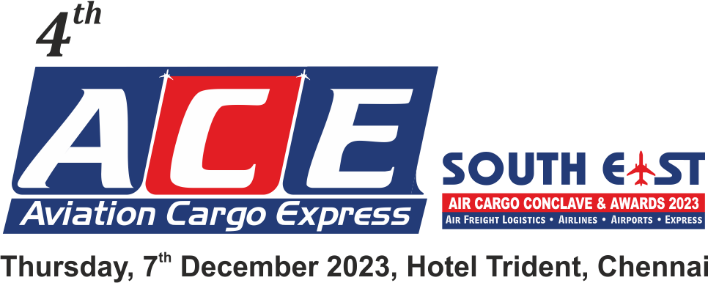 4th
ACE
Aviation Cargo Express
SOUTH EAST
AIR CARGO CONCLAVE & AWARDS 2023
AIR FREIGHT LOGISTICS • AIRLINES • AIRPORTS • EXPRESS
Thursday, 7th December 2023, Hotel Trident, Chennai